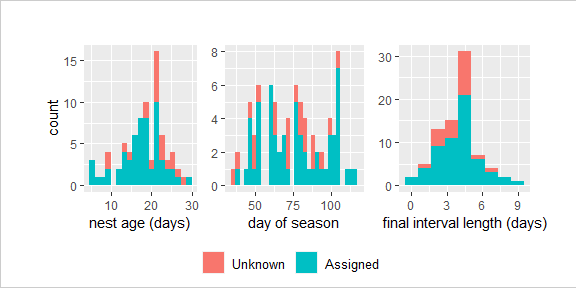 count
15
10
5
0
10 20 30
nest age (days)
8
6
4
2
0
50 75 100
day of season
30
20
10
0
0 3 6 9
final interval length (days)
Unknown Assigned